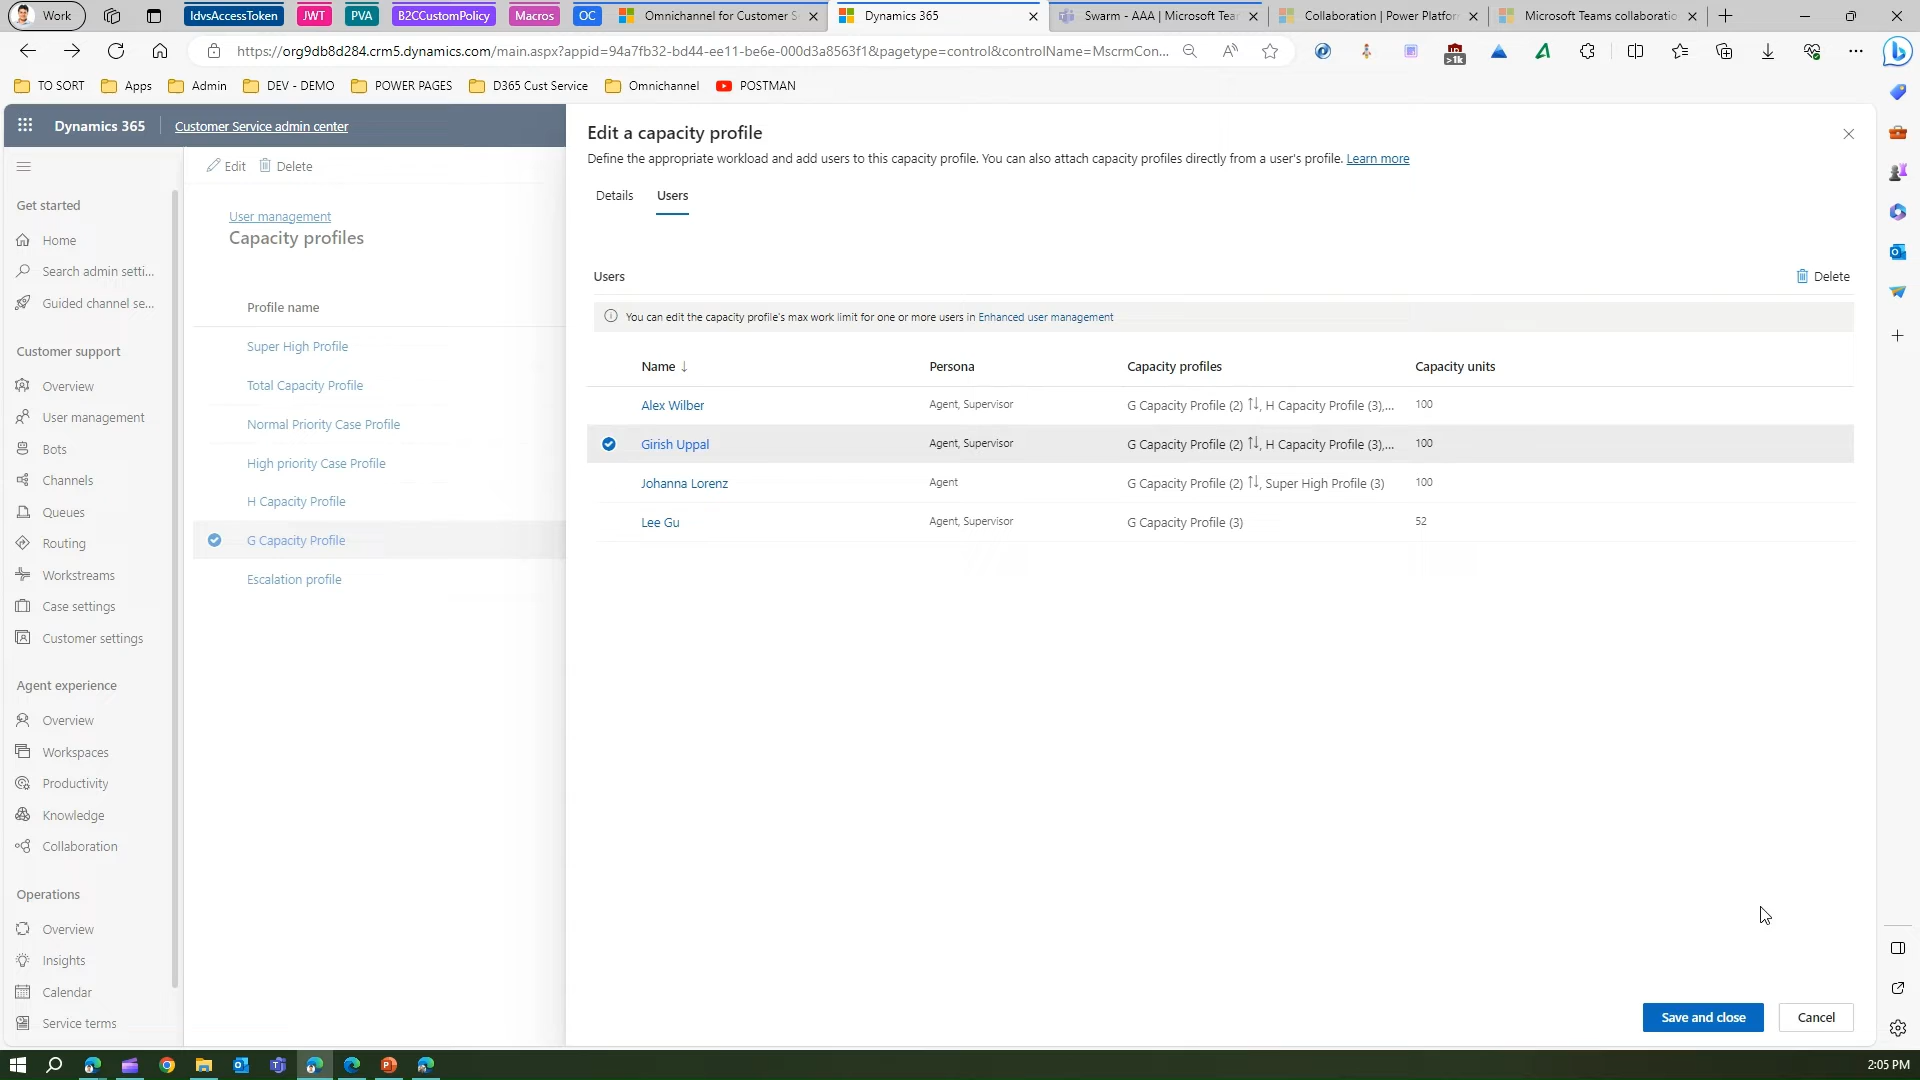 Work
IdvsAccessToken
JWT
PVA
B2CCustomPolicy
Macros
OC
Omnichannel for Customer S
Dynamics 365
Swarm - AAA | Microsoft Tea
Collaboration | Power Platfor
Microsoft Teams collaboratio
https://org9db8d284.crm5.dynamics.com/main.aspx?appid=94a7fb32-bd44-ee11-be6e-000d3a8563f1&pagetype=control&controlName=MscrmCon...
>1k
TO SORT
Apps
Admin
DEV - DEMO
POWER PAGES
D365 Cust Service
Omnichannel
POSTMAN
Dynamics 365
Customer Service admin center
Get started
Home
Search admin setti...
Guided channel se...
Customer support
Overview
User management
Bots
Channels
Queues
Routing
Workstreams
Case settings
Customer settings
Agent experience
Overview
Workspaces
Productivity
Knowledge
Collaboration
Operations
Overview
Insights
Calendar
Service terms
Edit
Delete
User management
Capacity profiles
Profile name
Super High Profile
Total Capacity Profile
Normal Priority Case Profile
High priority Case Profile
H Capacity Profile
G Capacity Profile
Escalation profile
Edit a capacity profile
Define the appropriate workload and add users to this capacity profile. You can also attach capacity profiles directly from a user's profile. Learn more
Details
Users
Users
Delete
You can edit the capacity profile's max work limit for one or more users in Enhanced user management
Name ↓ Persona Capacity profiles Capacity units
Alex Wilber Agent, Supervisor G Capacity Profile (2) ↑↓, H Capacity Profile (3),... 100
Girish Uppal Agent, Supervisor G Capacity Profile (2) ↑↓, H Capacity Profile (3),... 100
Johanna Lorenz Agent G Capacity Profile (2) ↑↓, Super High Profile (3) 100
Lee Gu Agent, Supervisor G Capacity Profile (3) 52
Save and close
Cancel
2:05 PM